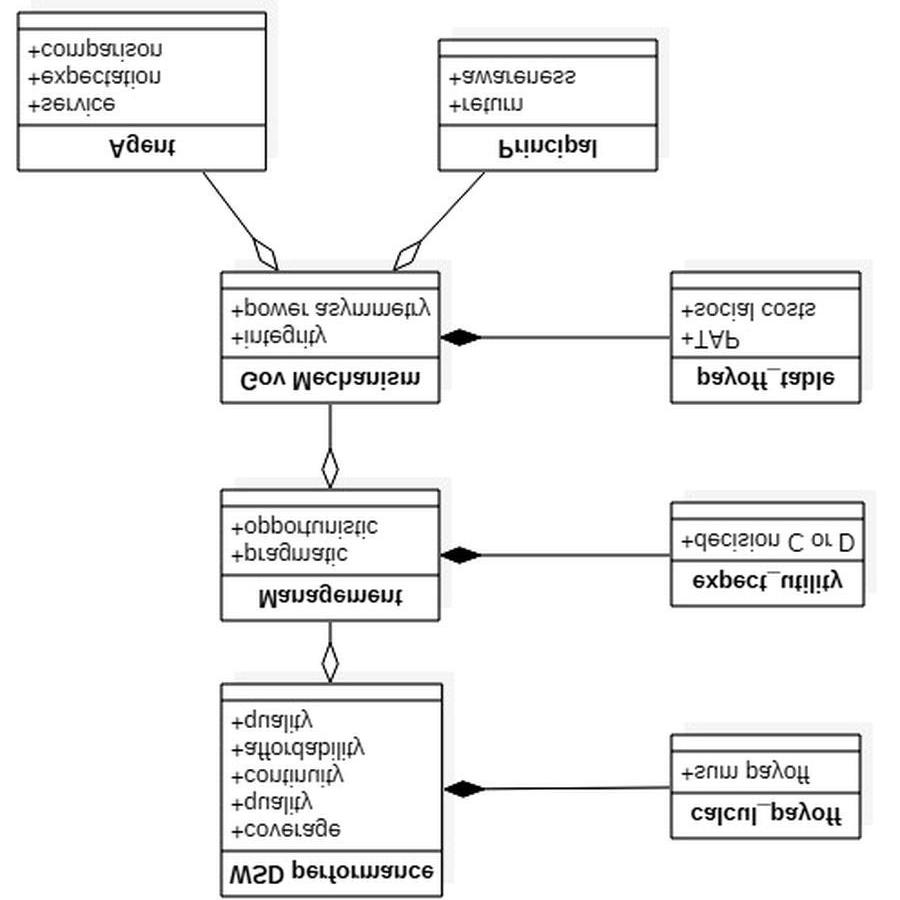 WSD performance
+coverage
+quality
+continuity
+affordability
+quality
calcul_payoff
+sum payoff
Management
+pragmatic
+opportunistic
expect_utility
+decision C or D
Gov Mechanism
+integrity
+power asymmetry
payoff_table
+TAP
+social costs
Agent
+service
+expectation
+comparison
Principal
+return
+awareness